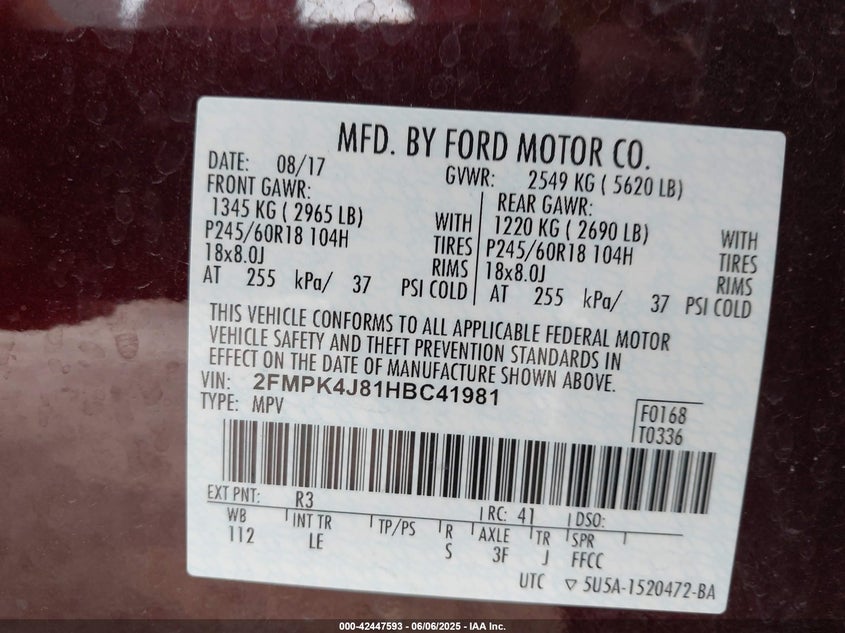 MFD. BY FORD MOTOR CO.
DATE: 08/17 GVWR: 2549 KG ( 5620 LB)
FRONT GAWR: REAR GAWR:
1345 KG ( 2965 LB) WITH 1220 KG ( 2690 LB) WITH
P245/60R18 104H TIRES P245/60R18 104H TIRES
18x8.0J RIMS 18x8.0J RIMS
AT 255 kPa/ 37 PSI COLD AT 255 kPa/ 37 PSI COLD
THIS VEHICLE CONFORMS TO ALL APPLICABLE FEDERAL MOTOR
VEHICLE SAFETY AND THEFT PREVENTION STANDARDS IN
EFFECT ON THE DATE OF MANUFACTURE SHOWN ABOVE.
VIN: 2FMPK4J81HBC41981
TYPE: MPV F0168
T0336
EXT PNT: R3 RC: 41 DSO:
WB INT TR TP/PS R AXLE TR SPR
112 LE S 3F J FFCC
UTC ▽ 5U5A-1520472-BA
000-42447593 - 06/06/2025 - IAA Inc.